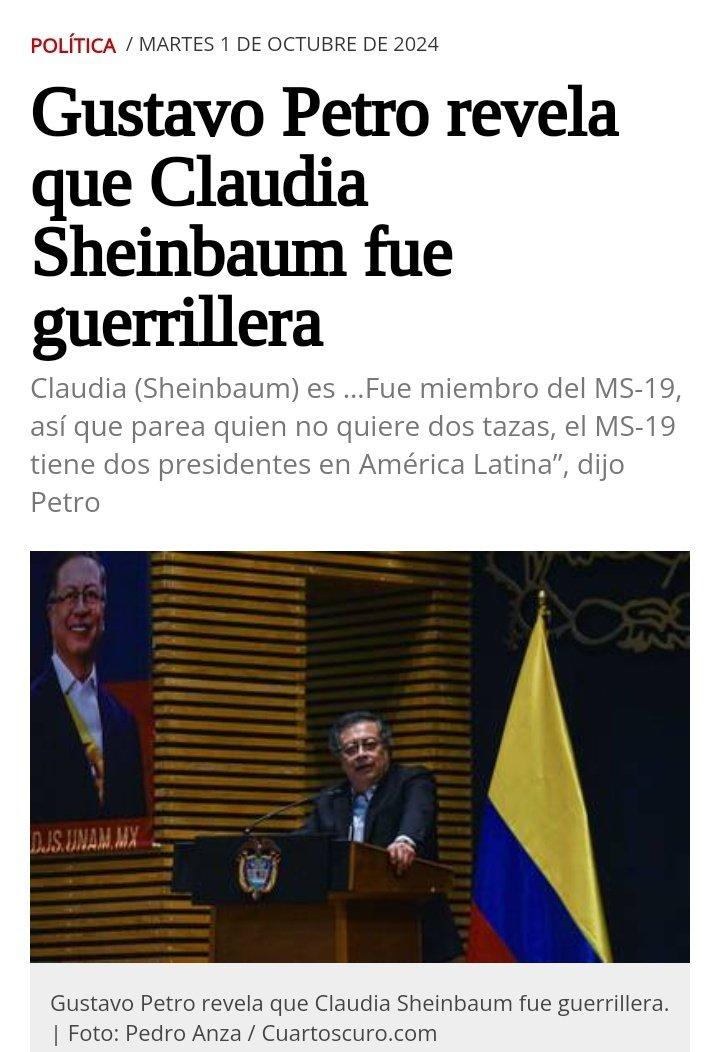 POLÍTICA / MARTES 1 DE OCTUBRE DE 2024
Gustavo Petro revela
que Claudia
Sheinbaum fue
guerrillera
Claudia (Sheinbaum) es ...Fue miembro del MS-19,
así que parea quien no quiere dos tazas, el MS-19
tiene dos presidentes en América Latina”, dijo
Petro
DJS.UNAM.MX
Gustavo Petro revela que Claudia Sheinbaum fue guerrillera.
| Foto: Pedro Anza / Cuartoscuro.com